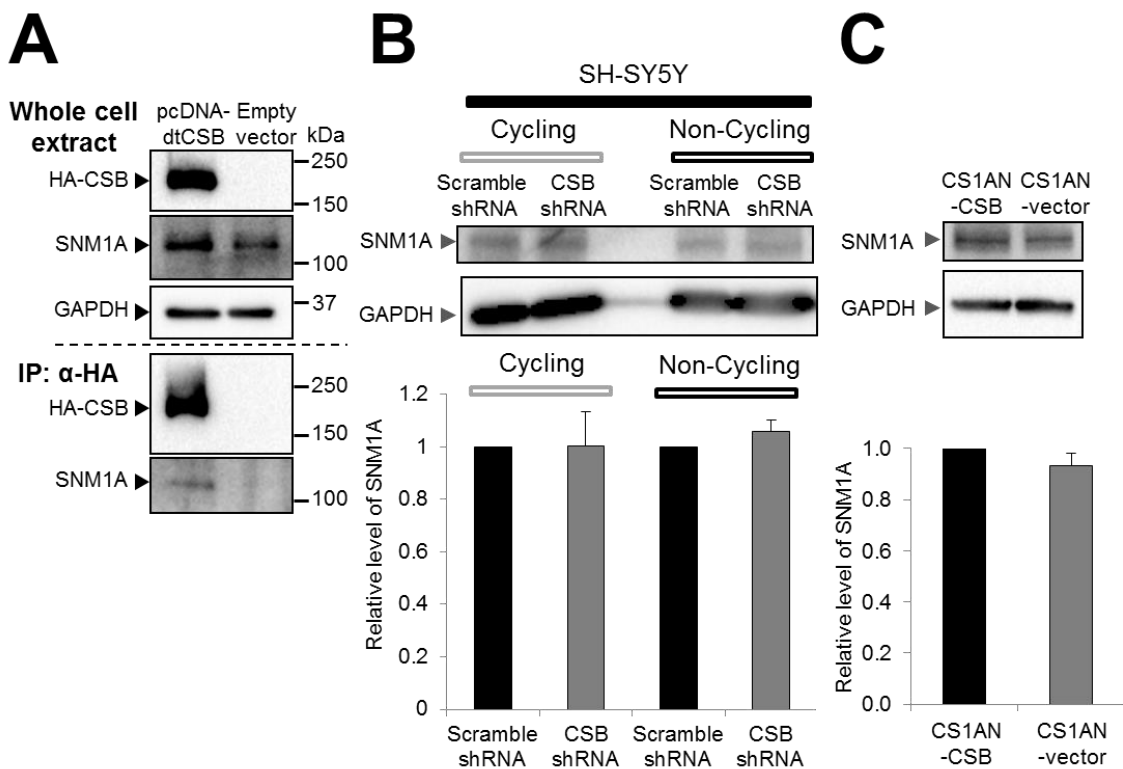 A
Whole cell
extract
pcDNA-
dtCSB
Empty
vector
kDa
HA-CSB
250
150
SNM1A
100
GAPDH
37
IP: α-HA
HA-CSB
250
150
SNM1A
100
B
SH-SY5Y
Cycling
Non-Cycling
Scramble
shRNA
CSB
shRNA
Scramble
shRNA
CSB
shRNA
SNM1A
GAPDH
Cycling
Non-Cycling
Relative level of SNM1A
1.2
1
0.8
0.6
0.4
0.2
0
Scramble
shRNA
CSB
shRNA
Scramble
shRNA
CSB
shRNA
C
CS1AN
-CSB
CS1AN
-vector
SNM1A
GAPDH
Relative level of SNM1A
1.0
0.8
0.6
0.4
0.2
0.0
CS1AN
-CSB
CS1AN
-vector